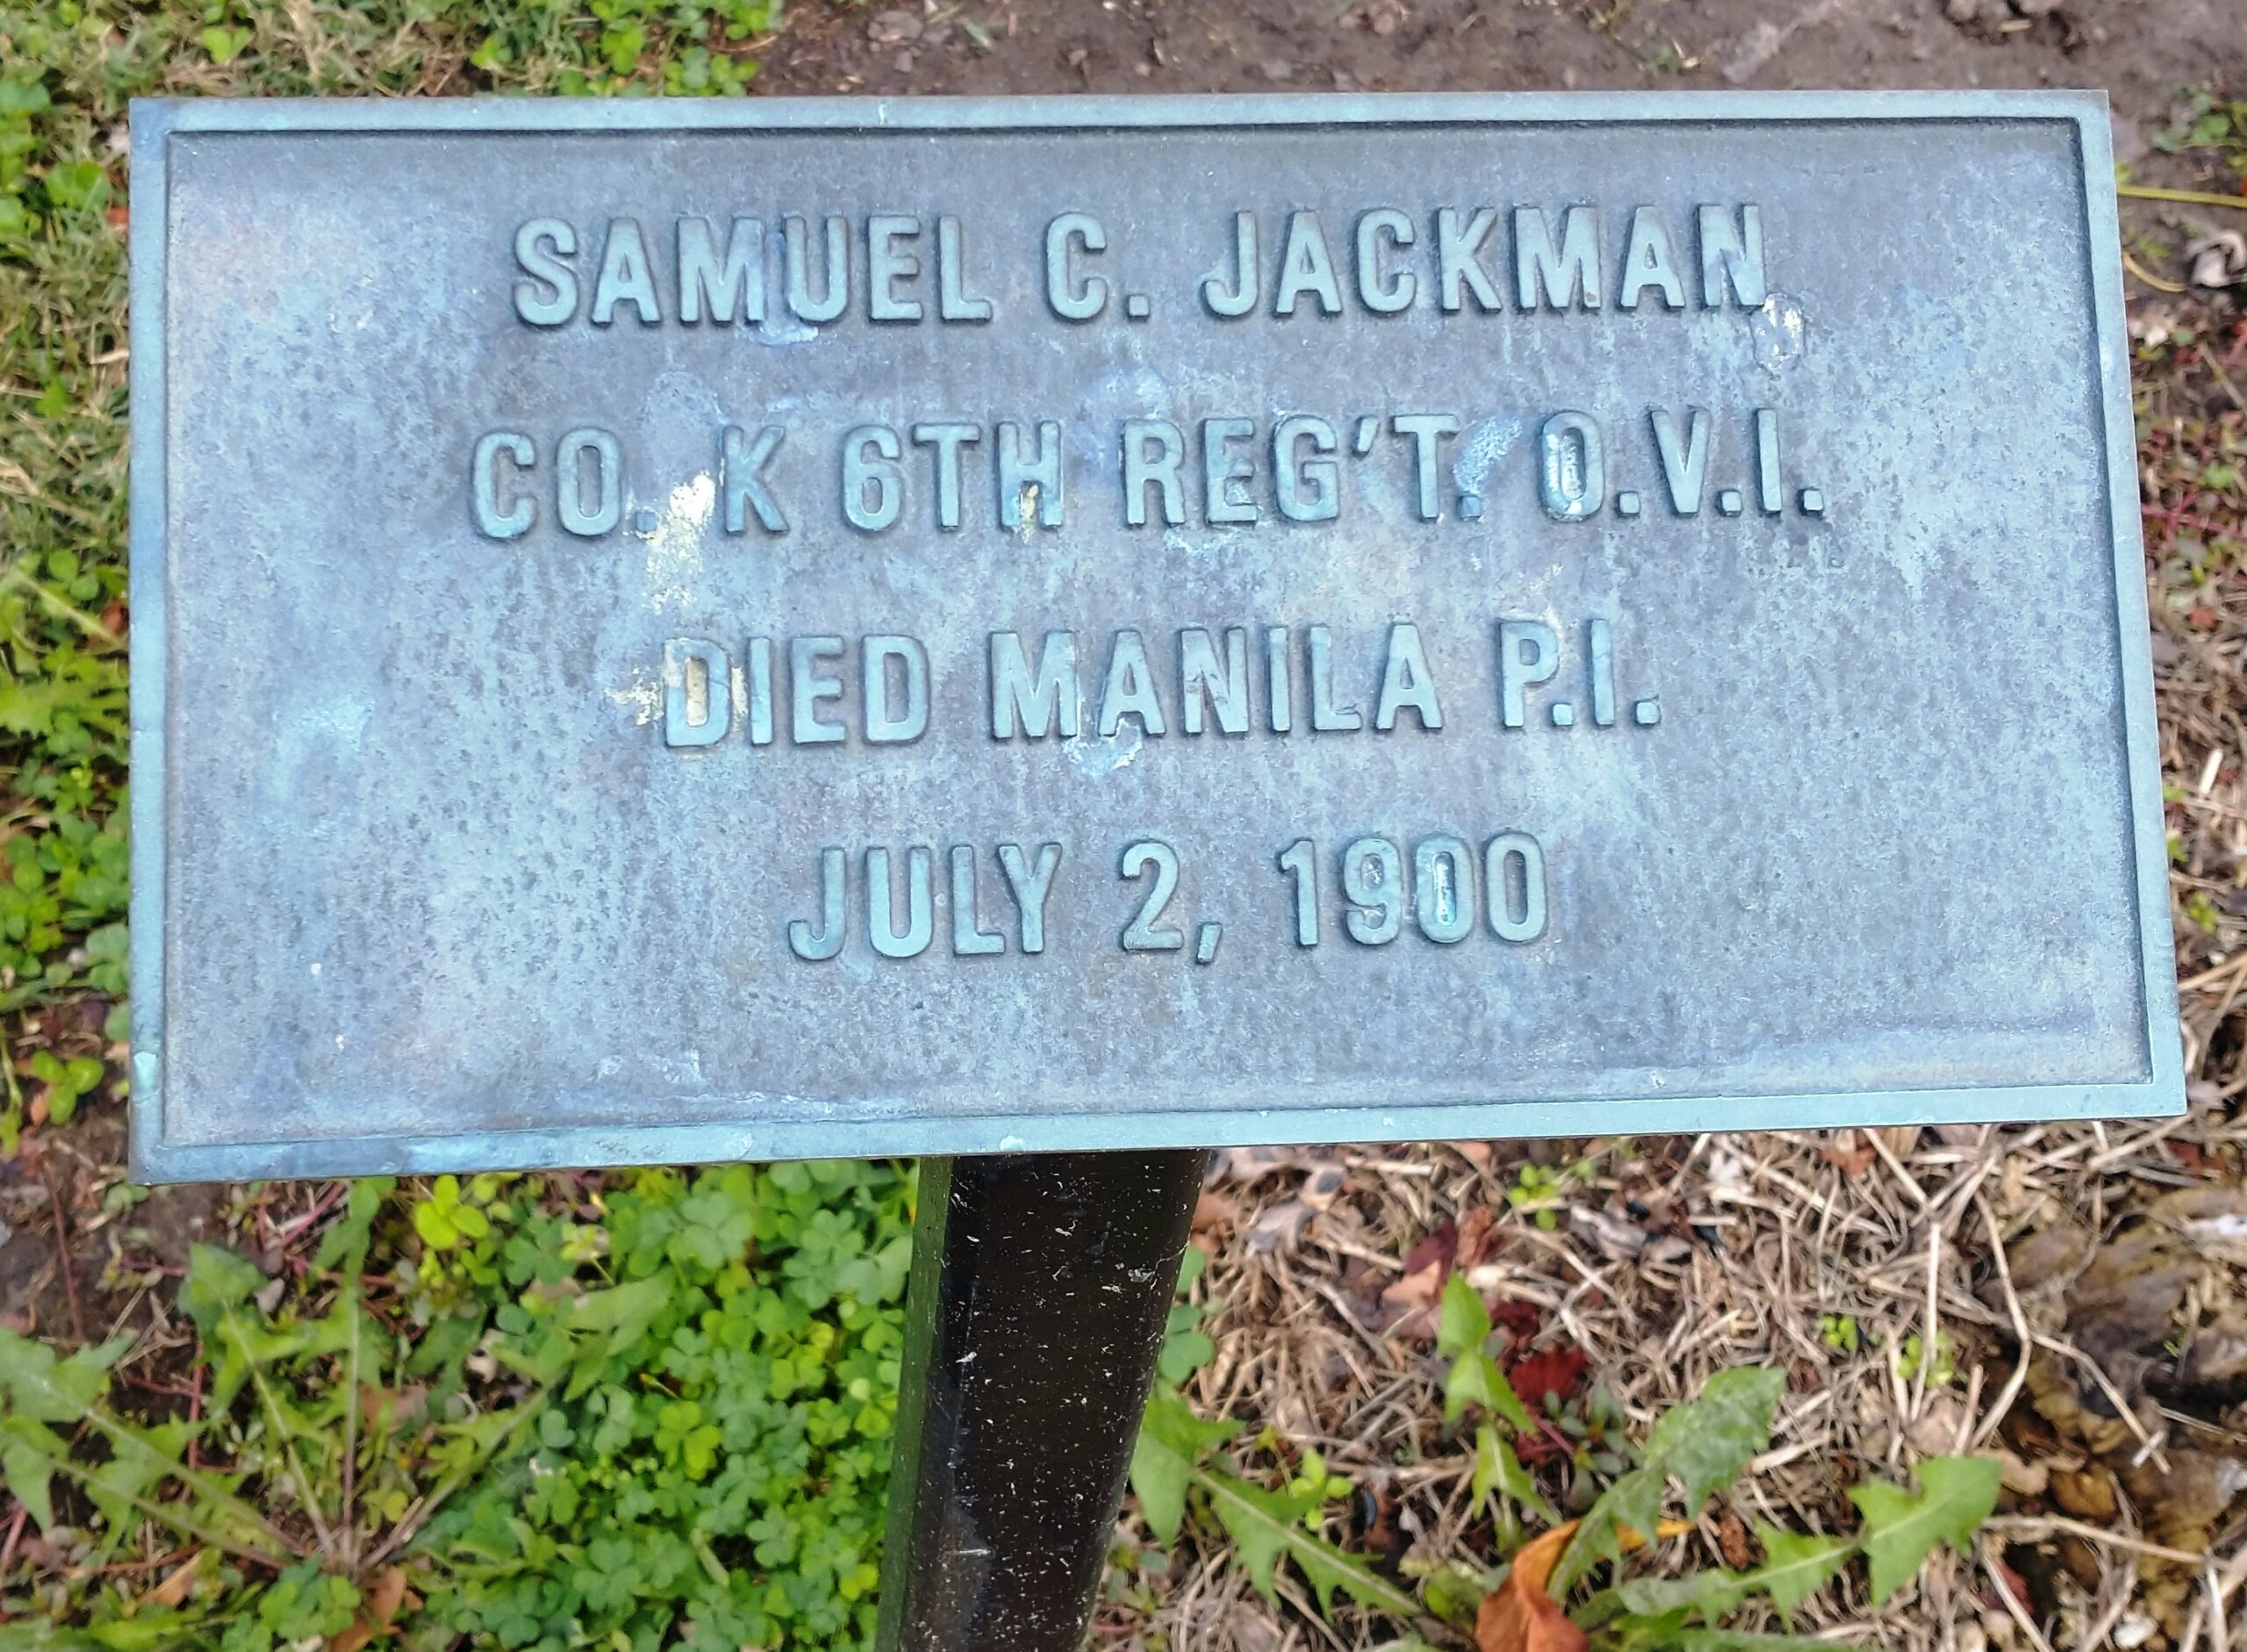 SAMUEL C. JACKMAN
CO. K 6TH REG'T. O.V.I.
DIED MANILA P.I.
JULY 2, 1900